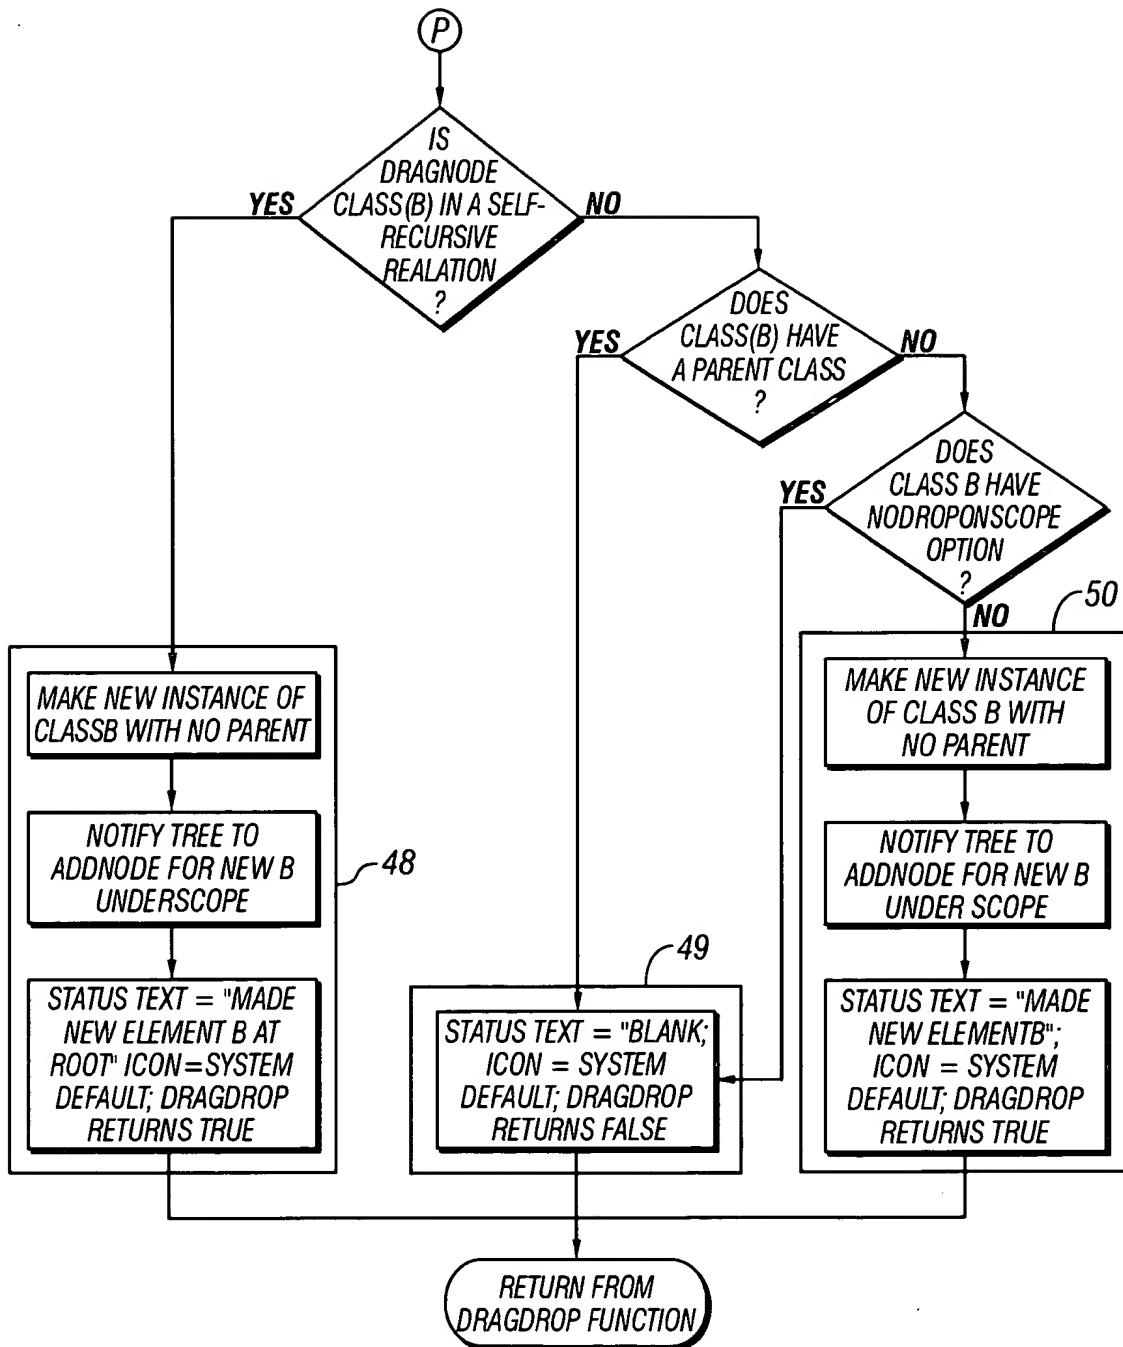 P
IS
DRAGNODE
CLASS(B) IN A SELF-
RECURSIVE
REALATION
?
YES
NO
DOES
CLASS(B) HAVE
A PARENT CLASS
?
YES
NO
DOES
CLASS B HAVE
NODROPONSCOPE
OPTION
?
YES
NO
50
MAKE NEW INSTANCE OF
CLASSB WITH NO PARENT
NOTIFY TREE TO
ADDNODE FOR NEW B
UNDERSCOPE
STATUS TEXT = "MADE
NEW ELEMENT B AT
ROOT" ICON=SYSTEM
DEFAULT; DRAGDROP
RETURNS TRUE
48
49
STATUS TEXT = "BLANK;
ICON = SYSTEM
DEFAULT; DRAGDROP
RETURNS FALSE
MAKE NEW INSTANCE
OF CLASS B WITH
NO PARENT
NOTIFY TREE TO
ADDNODE FOR NEW B
UNDER SCOPE
STATUS TEXT = "MADE
NEW ELEMENTB";
ICON = SYSTEM
DEFAULT; DRAGDROP
RETURNS TRUE
RETURN FROM
DRAGDROP FUNCTION